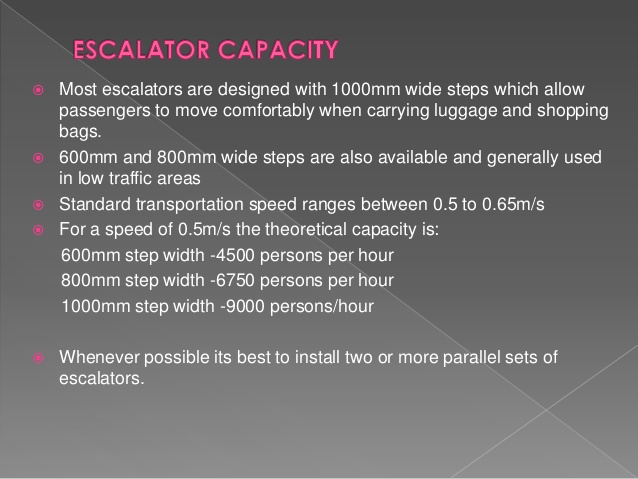 ESCALATOR CAPACITY
Most escalators are designed with 1000mm wide steps which allow
passengers to move comfortably when carrying luggage and shopping
bags.
600mm and 800mm wide steps are also available and generally used
in low traffic areas
Standard transportation speed ranges between 0.5 to 0.65m/s
For a speed of 0.5m/s the theoretical capacity is:
600mm step width -4500 persons per hour
800mm step width -6750 persons per hour
1000mm step width -9000 persons/hour
Whenever possible its best to install two or more parallel sets of
escalators.